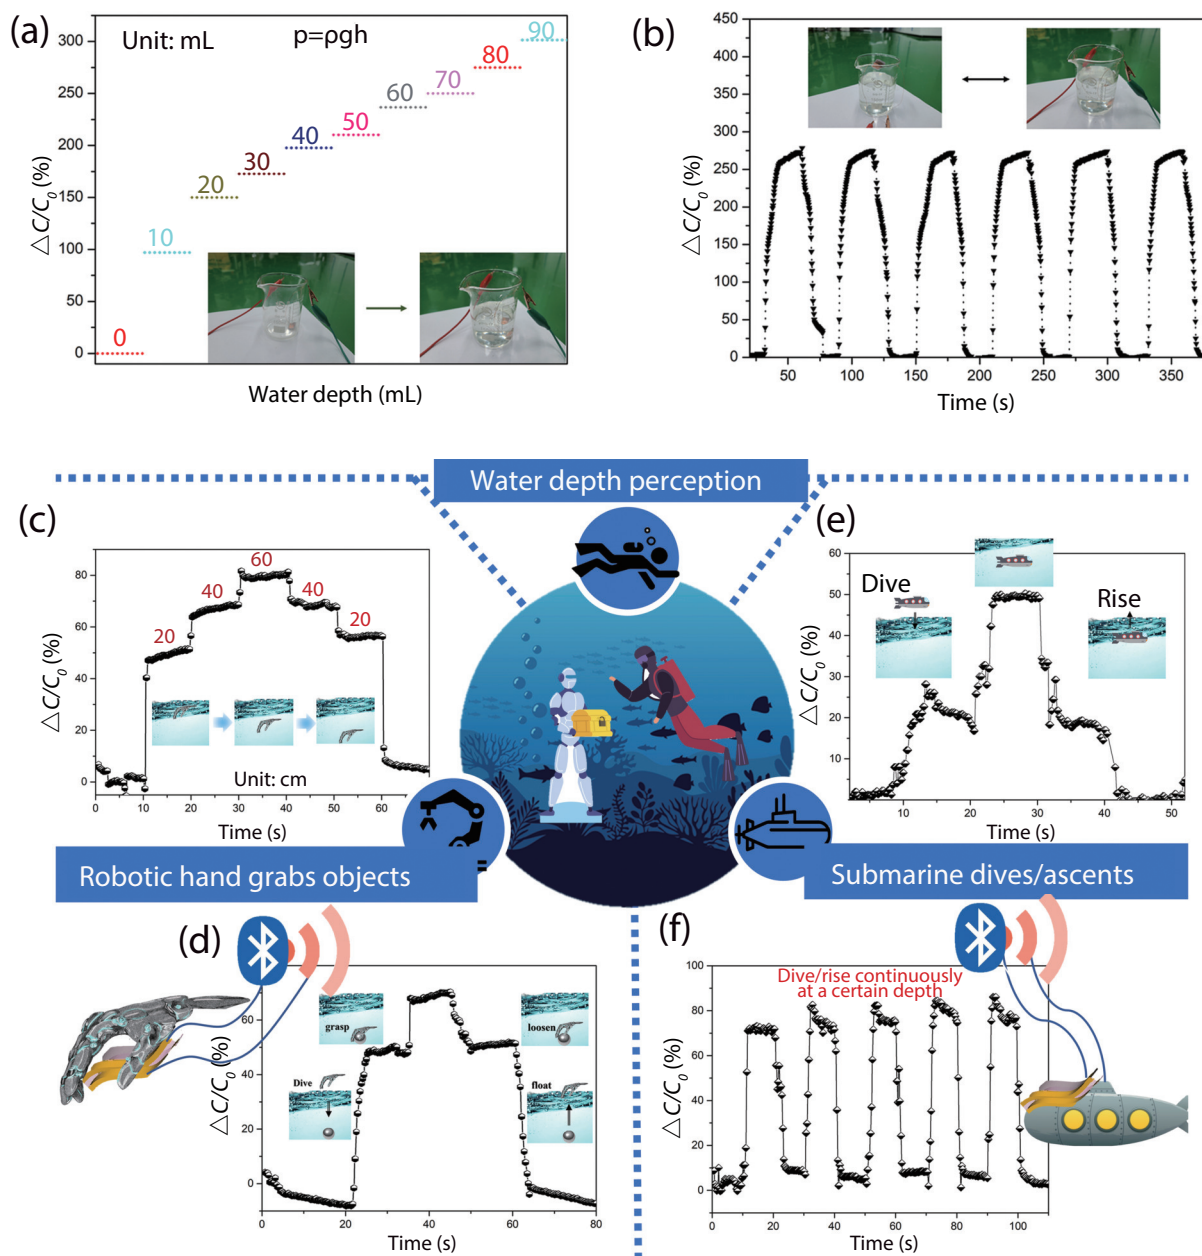 (a)
Unit: mL
p=ρgh
300
250
200
150
100
50
0
0
10
20
30
40
50
60
70
80
90
△C/C0 (%)
Water depth (mL)
(b)
450
400
350
300
250
200
150
100
50
0
50
100
150
200
250
300
350
△C/C0 (%)
Time (s)
Water depth perception
(c)
80
60
40
20
0
20
40
60
40
20
Unit: cm
0
10
20
30
40
50
60
△C/C0 (%)
Time (s)
(e)
60
50
40
30
20
10
0
Dive
Rise
10
20
30
40
50
△C/C0 (%)
Time (s)
Robotic hand grabs objects
Submarine dives/ascents
(d)
80
60
40
20
0
grasp
loosen
Dive
float
0
20
40
60
80
△C/C0 (%)
Time (s)
(f)
100
80
60
40
20
0
Dive/rise continuously
at a certain depth
0
20
40
60
80
100
△C/C0 (%)
Time (s)